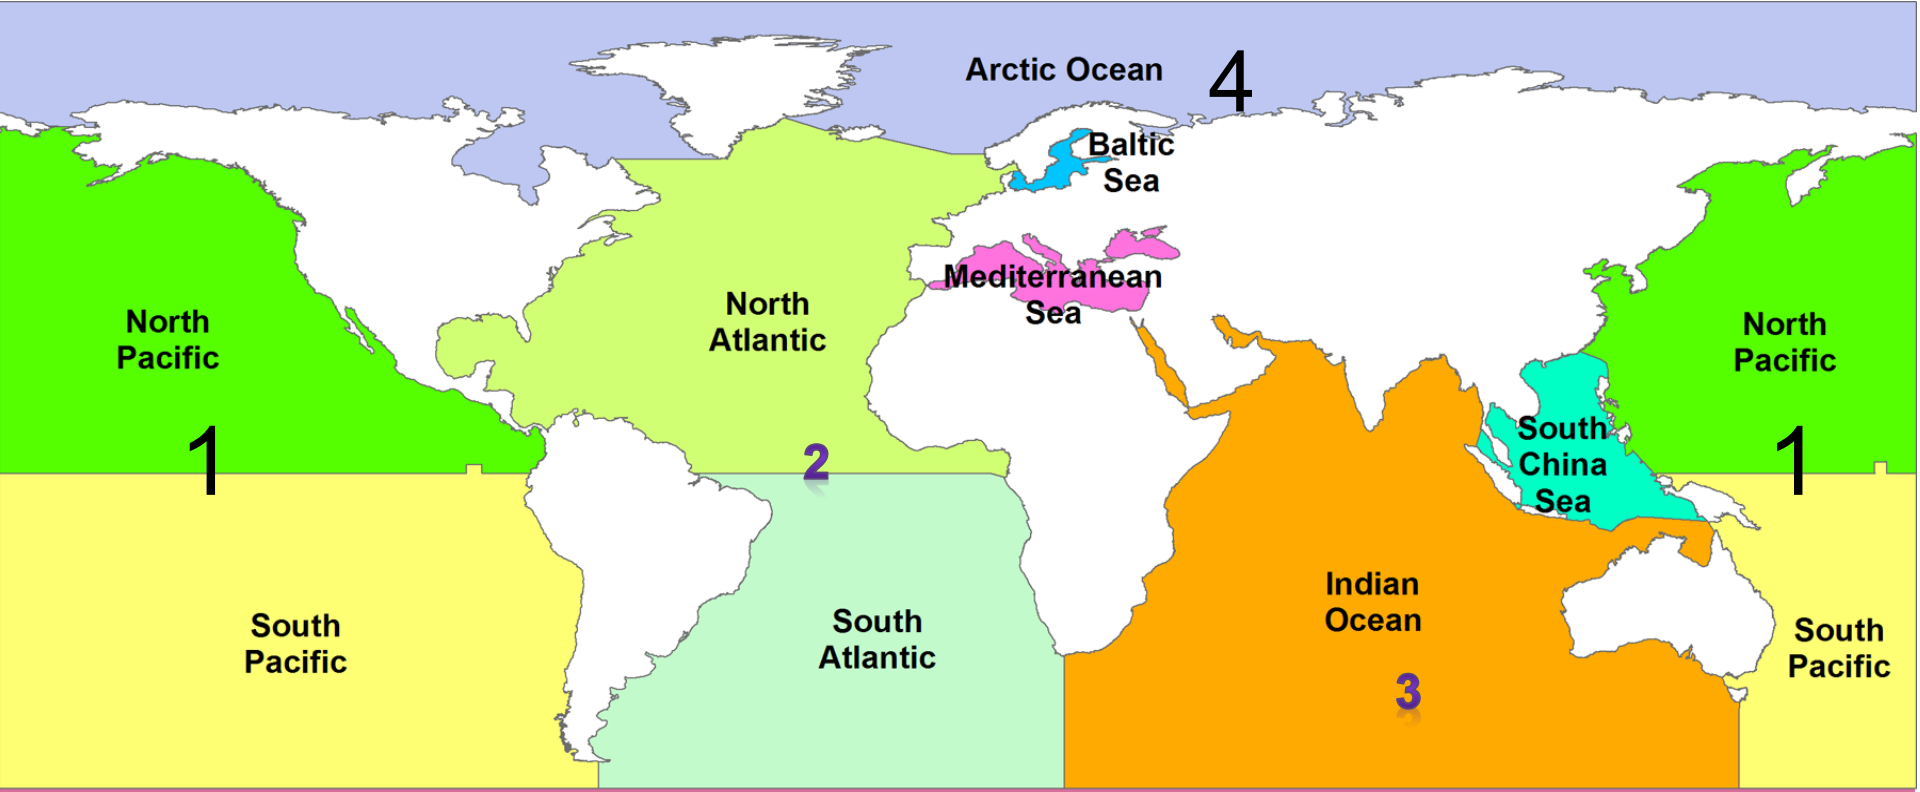 Arctic Ocean
4
Baltic
Sea
Mediterranean
Sea
North
Atlantic
North
Pacific
North
Pacific
1
2
South
China
Sea
1
Indian
Ocean
South
Atlantic
South
Pacific
South
Pacific
3